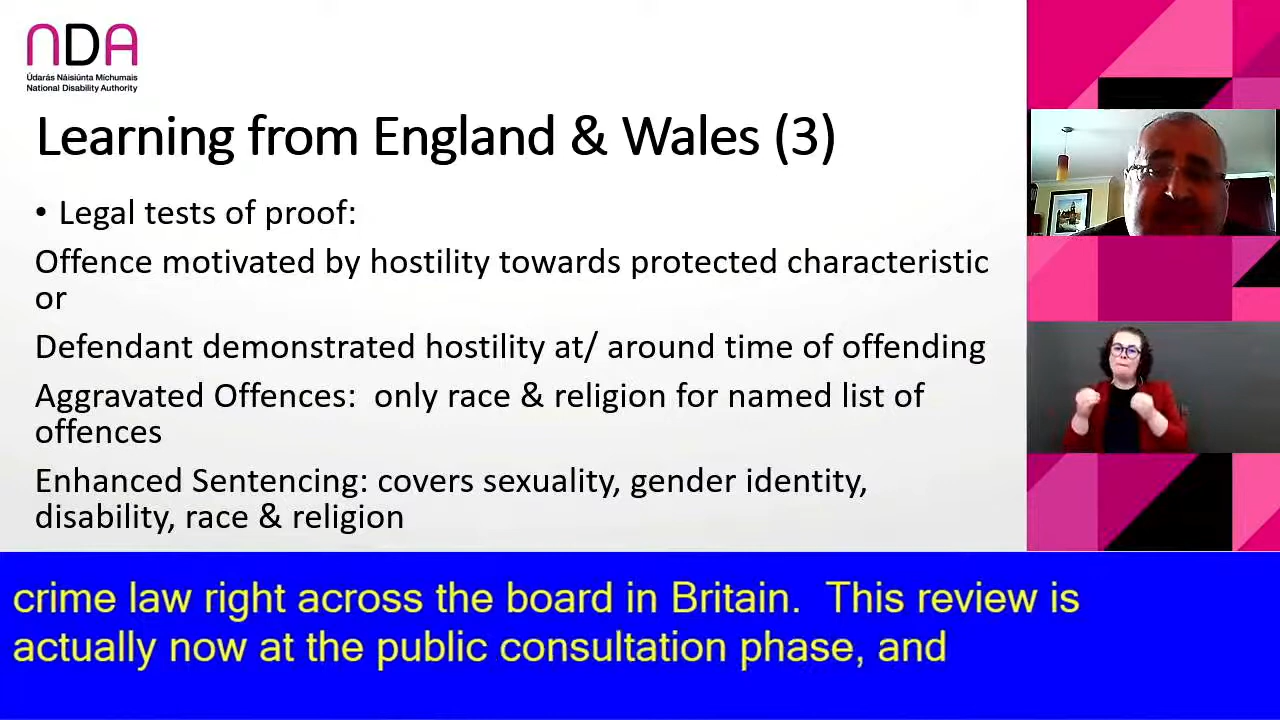 NDA
Údarás Náisiúnta Míchumais
National Disability Authority
Learning from England & Wales (3)
• Legal tests of proof:
Offence motivated by hostility towards protected characteristic
or
Defendant demonstrated hostility at/ around time of offending
Aggravated Offences:  only race & religion for named list of
offences
Enhanced Sentencing: covers sexuality, gender identity,
disability, race & religion
crime law right across the board in Britain.  This review is
actually now at the public consultation phase, and